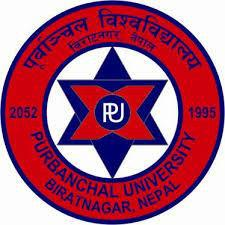 पूर्वाञ्चल विश्वविद्यालय
विराटनगर, नेपाल
2052
1995
PU
PURBANCHAL UNIVERSITY
BIRATNAGAR, NEPAL